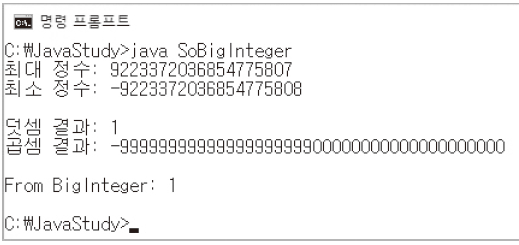 명령 프롬프트
C:\JavaStudy>java SoBigInteger
최대 정수: 9223372036854775807
최소 정수: -9223372036854775808
덧셈 결과: 1
곱셈 결과: -9999999999999999999900000000000000000000
From BigInteger: 1
C:\JavaStudy>